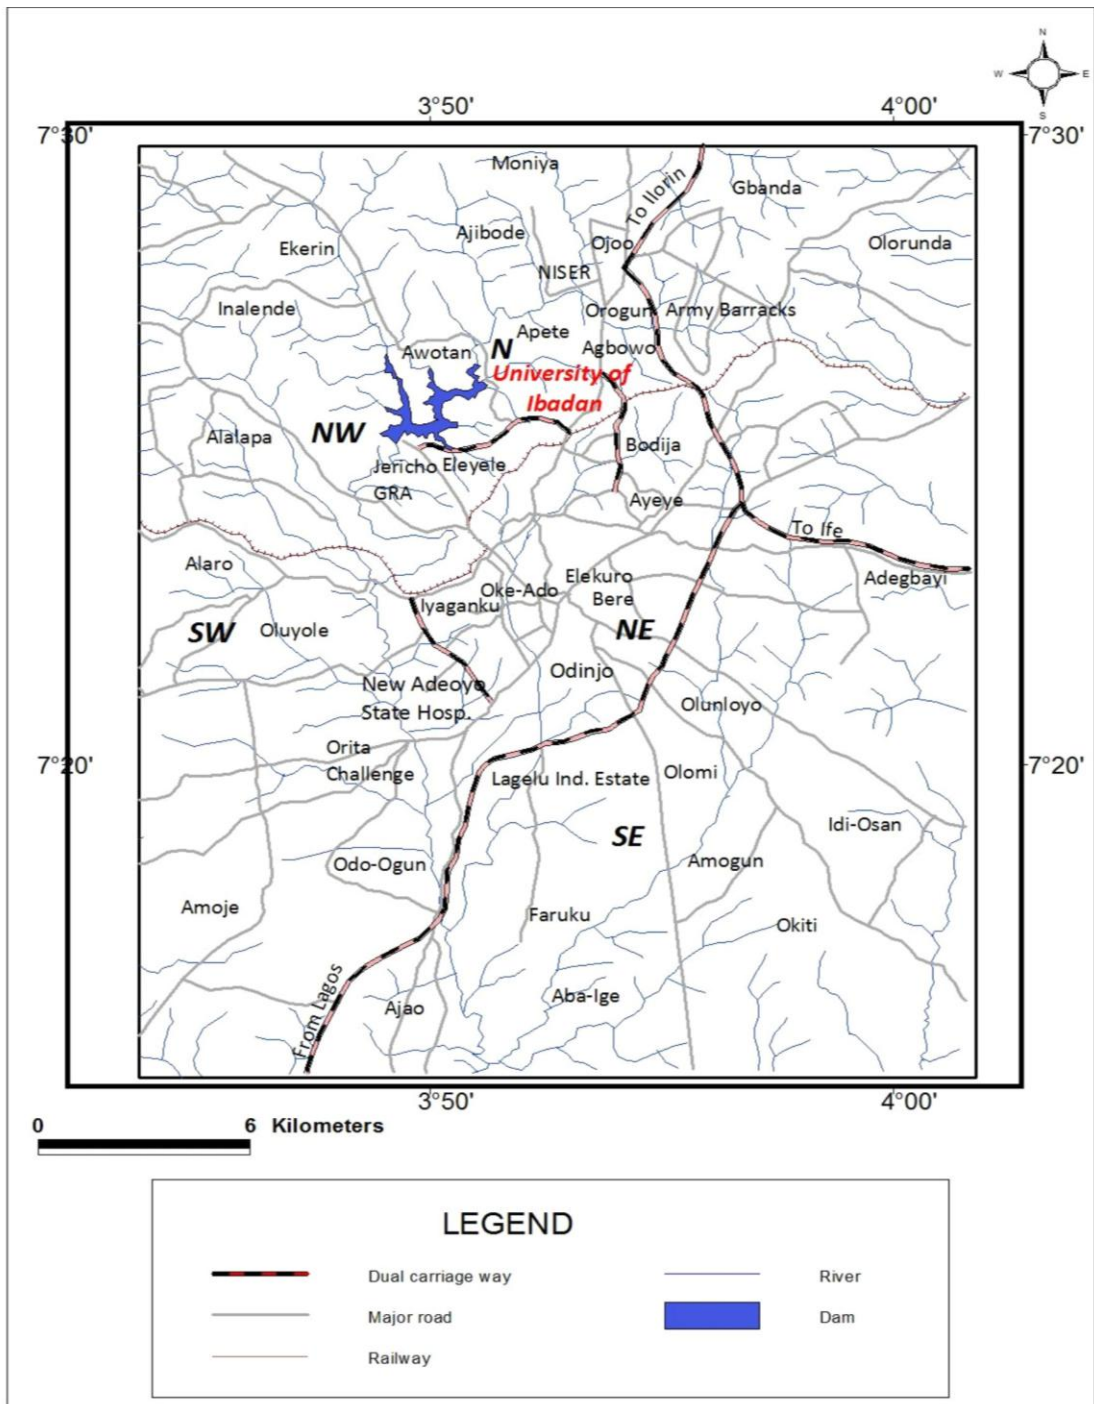 N
W E
S
3°50' 4°00'
7°30' 7°30'
Moniya
To Ilorin
Gbanda
Ajibode
Ojoo
Olorunda
Ekerin
NISER
Inalende
Orogun
Army Barracks
Apete
Awotan
N
Agbowo
University of
Ibadan
NW
Alalapa
Bodija
Jericho
GRA
Eleyele
Ayeye
To Ife
Alaro
Elekuro
Adegbayi
Oke-Ado
Bere
Iyaganku
SW
Oluyole
NE
Odinjo
New Adeoyo
State Hosp.
Olunloyo
Orita
Challenge
7°20' 7°20'
Lagelu Ind. Estate
Olomi
Idi-Osan
SE
Odo-Ogun
Amogun
Amoje
Faruku
Okiti
From Lagos
Aba-Ige
Ajao
3°50' 4°00'
0 6 Kilometers
LEGEND
Dual carriage way
River
Major road
Dam
Railway